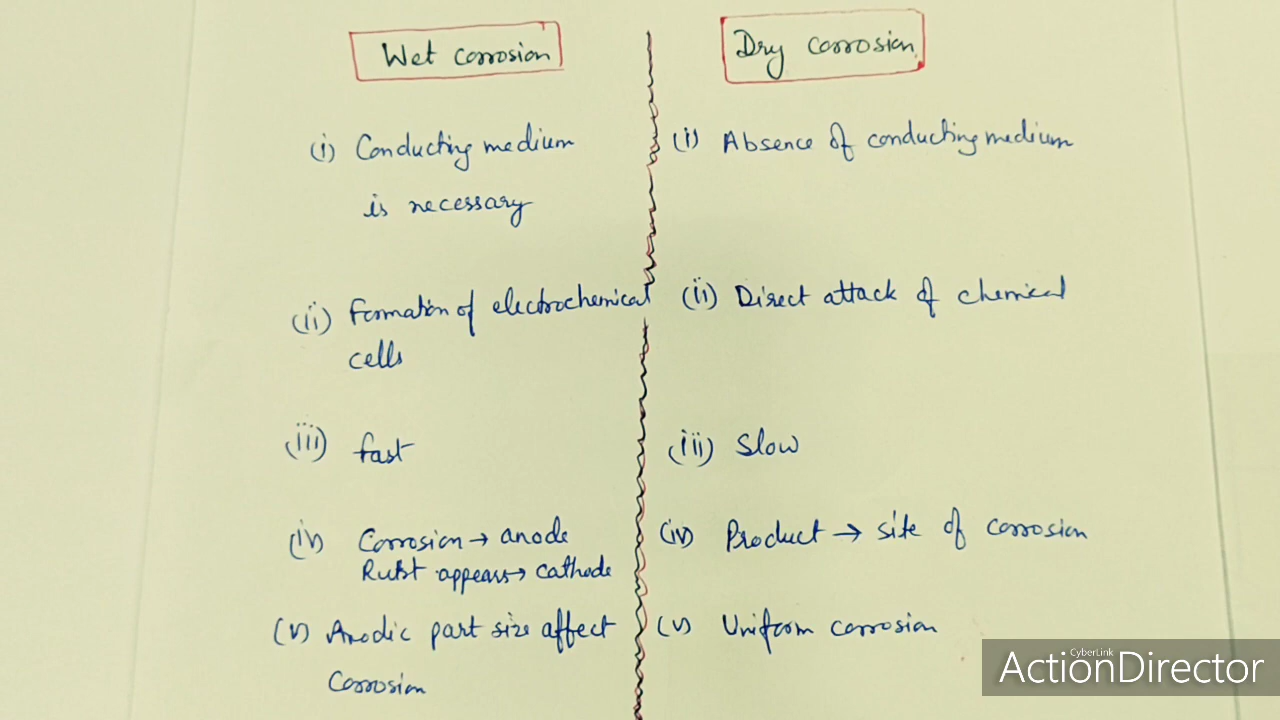 Wet corrosion
(i) Conducting medium
is necessary
(ii) Formation of electrochemical
cells
(iii) fast
(iv) Corrosion → anode
Rust appears → cathode
(v) Anodic part size affect
Corrosion
Dry corrosion
(i) Absence of conducting medium
(ii) Direct attack of chemical
(iii) Slow
(iv) Product → site of corrosion
(v) Uniform corrosion
CyberLink
ActionDirector